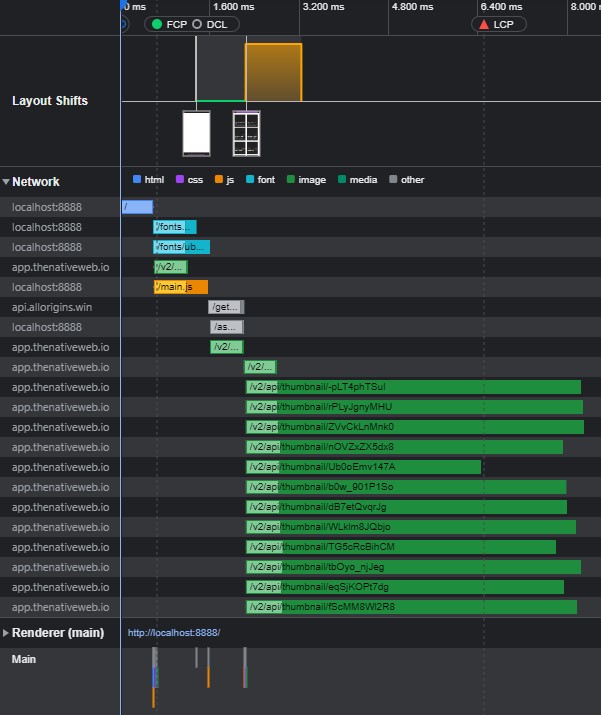 0 ms 1.600 ms 3.200 ms 4.800 ms 6.400 ms 8.000
FCP DCL LCP
Layout Shifts
Network html css js font image media other
localhost:8888 /
localhost:8888 /fonts...
localhost:8888 /fonts/ub...
app.thenativeweb.io /v2/...
localhost:8888 /main.js
api.allorigins.win /get...
localhost:8888 /as...
app.thenativeweb.io /v2/...
app.thenativeweb.io /v2/...
app.thenativeweb.io /v2/api/thumbnail/-pLT4phTSuI
app.thenativeweb.io /v2/api/thumbnail/rPLyJgnyMHU
app.thenativeweb.io /v2/api/thumbnail/ZVvCkLnMnk0
app.thenativeweb.io /v2/api/thumbnail/nOVZxZX5dx8
app.thenativeweb.io /v2/api/thumbnail/Ub0oEmv147A
app.thenativeweb.io /v2/api/thumbnail/b0w_901P1So
app.thenativeweb.io /v2/api/thumbnail/dB7etQvqrJg
app.thenativeweb.io /v2/api/thumbnail/WLklm8JQbjo
app.thenativeweb.io /v2/api/thumbnail/TG5cRcBihCM
app.thenativeweb.io /v2/api/thumbnail/tbOyo_njJeg
app.thenativeweb.io /v2/api/thumbnail/eqSjKOPt7dg
app.thenativeweb.io /v2/api/thumbnail/fScMM8Wl2R8
Renderer (main) http://localhost:8888/
Main